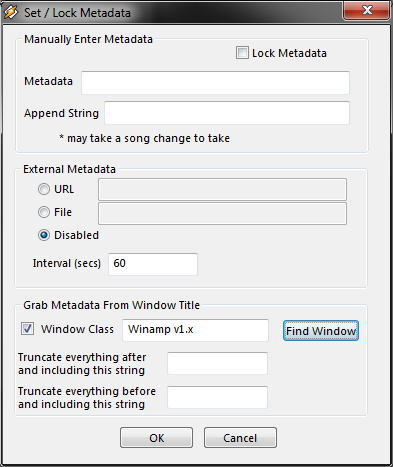 Set / Lock Metadata
Manually Enter Metadata
Lock Metadata
Metadata
Append String
* may take a song change to take
External Metadata
URL
File
Disabled
Interval (secs) 60
Grab Metadata From Window Title
Window Class Winamp v1.x Find Window
Truncate everything after
and including this string
Truncate everything before
and including this string
OK Cancel